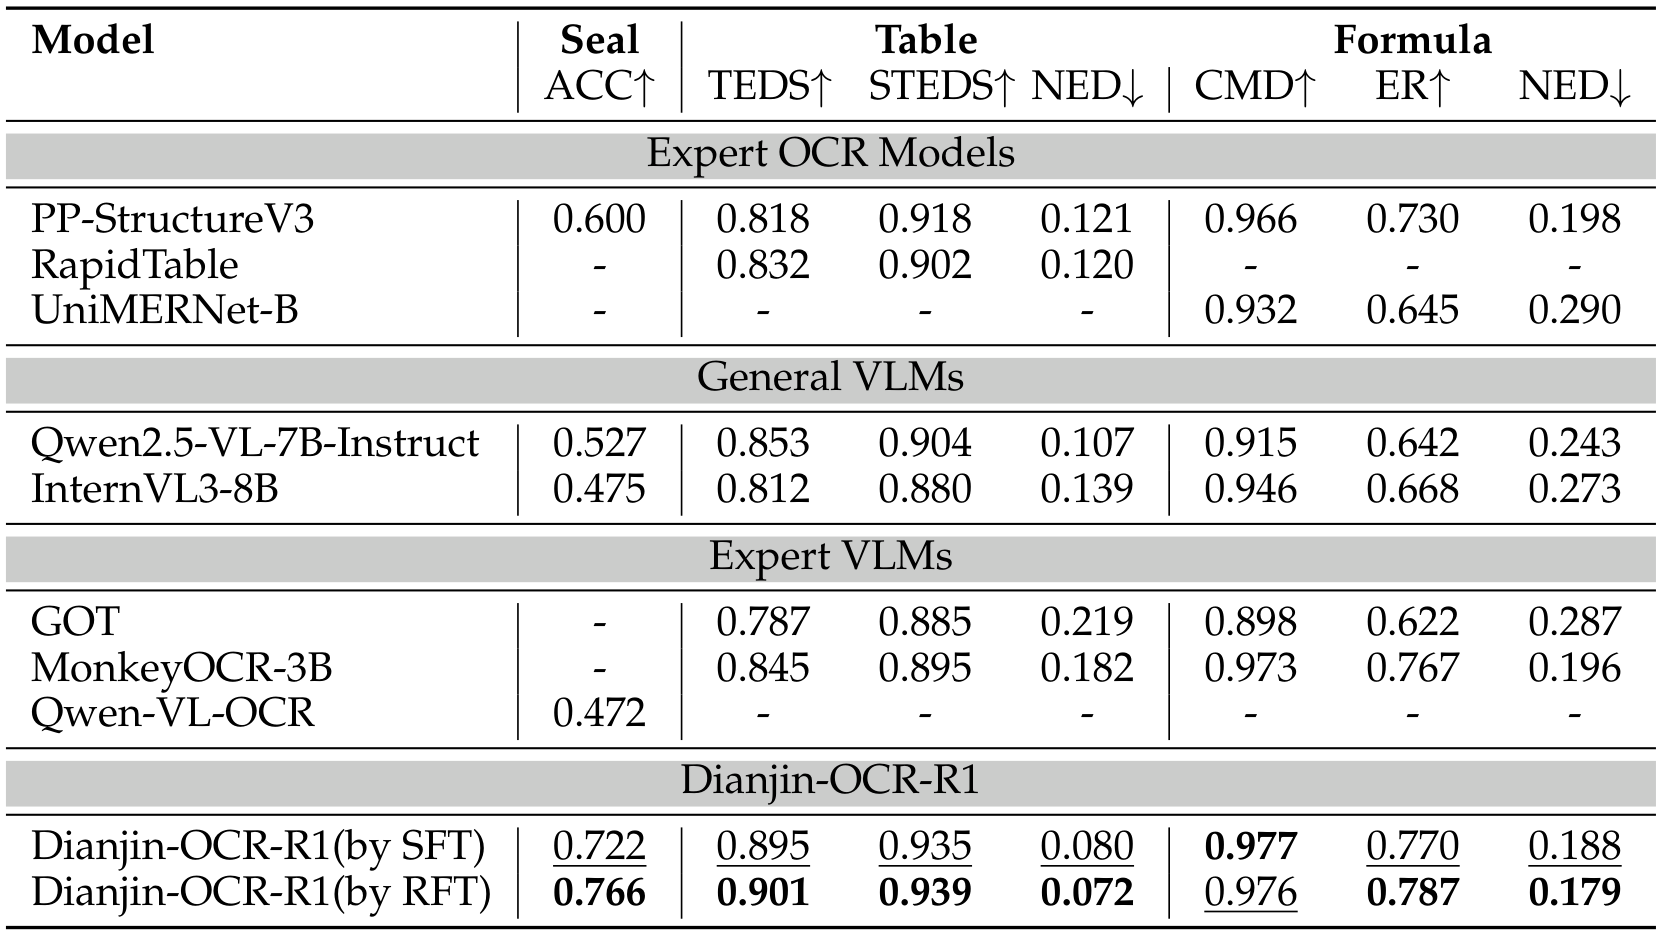 Model Seal Table Formula
ACC↑ TEDS↑ STEDS↑ NED↓ CMD↑ ER↑ NED↓
Expert OCR Models
PP-StructureV3 0.600 0.818 0.918 0.121 0.966 0.730 0.198
RapidTable - 0.832 0.902 0.120 - - -
UniMERNet-B - - - - 0.932 0.645 0.290
General VLMs
Qwen2.5-VL-7B-Instruct 0.527 0.853 0.904 0.107 0.915 0.642 0.243
InternVL3-8B 0.475 0.812 0.880 0.139 0.946 0.668 0.273
Expert VLMs
GOT - 0.787 0.885 0.219 0.898 0.622 0.287
MonkeyOCR-3B - 0.845 0.895 0.182 0.973 0.767 0.196
Qwen-VL-OCR 0.472 - - - - - -
Dianjin-OCR-R1
Dianjin-OCR-R1(by SFT) 0.722 0.895 0.935 0.080 0.977 0.770 0.188
Dianjin-OCR-R1(by RFT) 0.766 0.901 0.939 0.072 0.976 0.787 0.179